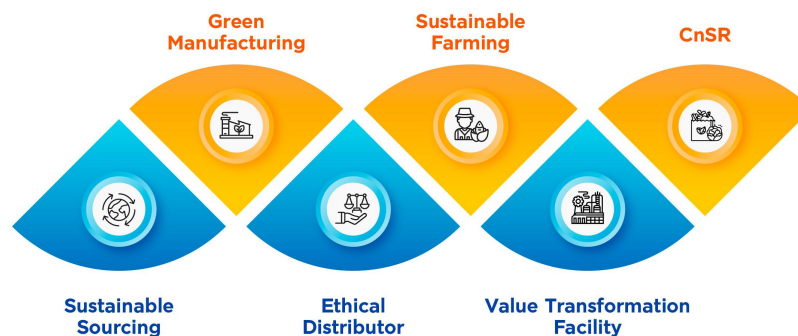 Green
Manufacturing
Sustainable
Farming
CnSR
Sustainable
Sourcing
Ethical
Distributor
Value Transformation
Facility